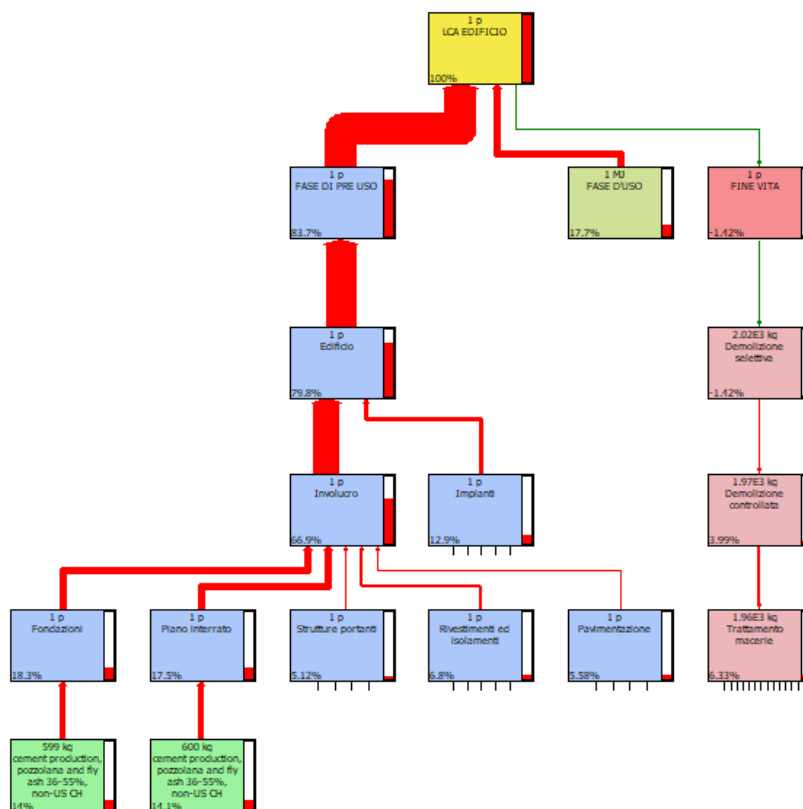 1 p
LCA EDIFICIO
100%
1 p
FASE DI PRE USO
83.7%
1 MJ
FASE D'USO
17.7%
1 p
FINE VITA
-1.42%
1 p
Edificio
79.8%
2.02E3 kg
Demolizione
selettiva
-1.42%
1 p
Involucro
66.9%
1 p
Impianti
12.9%
1.97E3 kg
Demolizione
controllata
3.99%
1 p
Fondazioni
18.3%
1 p
Piano interrato
17.5%
1 p
Strutture portanti
5.12%
1 p
Rivestimenti ed
isolamenti
6.8%
1 p
Pavimentazione
5.58%
1.96E3 kg
Trattamento
macerie
6.33%
599 kg
cement production,
pozzolana and fly
ash 36-55%,
non-US CH
14%
600 kg
cement production,
pozzolana and fly
ash 36-55%,
non-US CH
14.1%